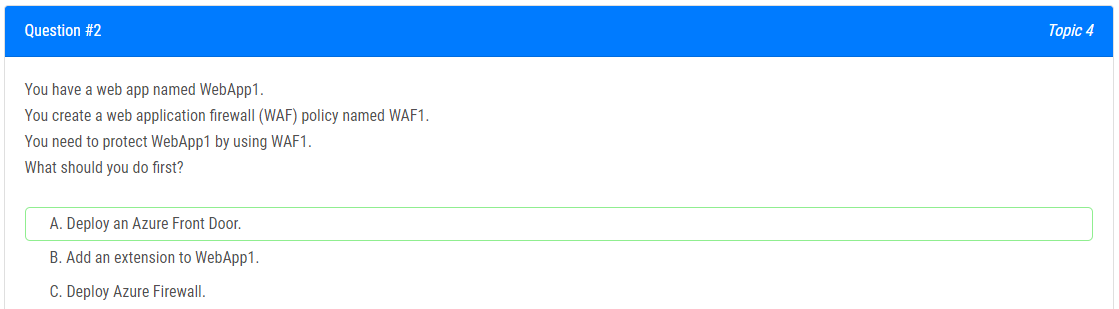 Question #2
Topic 4
You have a web app named WebApp1.
You create a web application firewall (WAF) policy named WAF1.
You need to protect WebApp1 by using WAF1.
What should you do first?
A. Deploy an Azure Front Door.
B. Add an extension to WebApp1.
C. Deploy Azure Firewall.